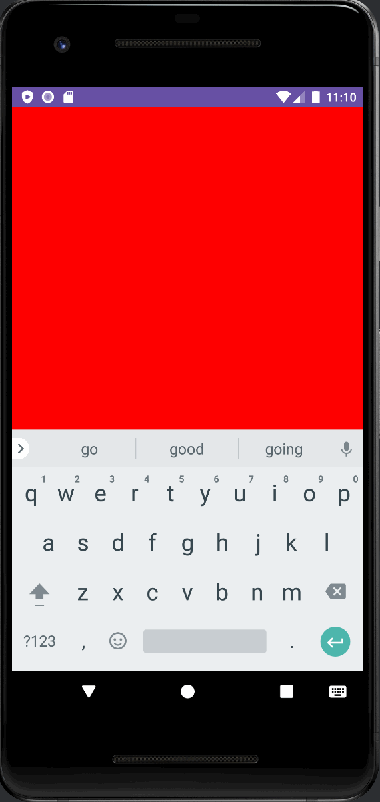 11:10
go good going
1 2 3 4 5 6 7 8 9 0
q w e r t y u i o p
a s d f g h j k l
z x c v b n m
?123 , .